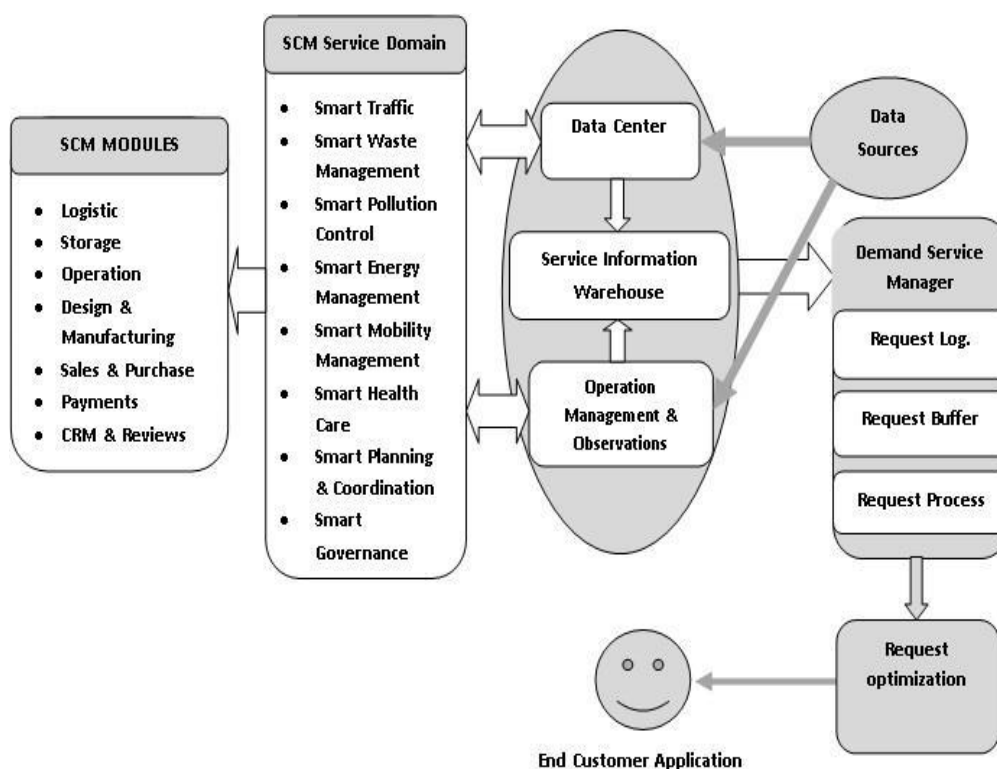 SCM MODULES
• Logistic
• Storage
• Operation
• Design &
Manufacturing
• Sales & Purchase
• Payments
• CRM & Reviews
SCM Service Domain
• Smart Traffic
• Smart Waste
Management
• Smart Pollution
Control
• Smart Energy
Management
• Smart Mobility
Management
• Smart Health
Care
• Smart Planning
& Coordination
• Smart
Governance
Data Center
Service Information
Warehouse
Operation
Management &
Observations
Data
Sources
Demand Service
Manager
Request Log.
Request Buffer
Request Process
Request
optimization
End Customer Application